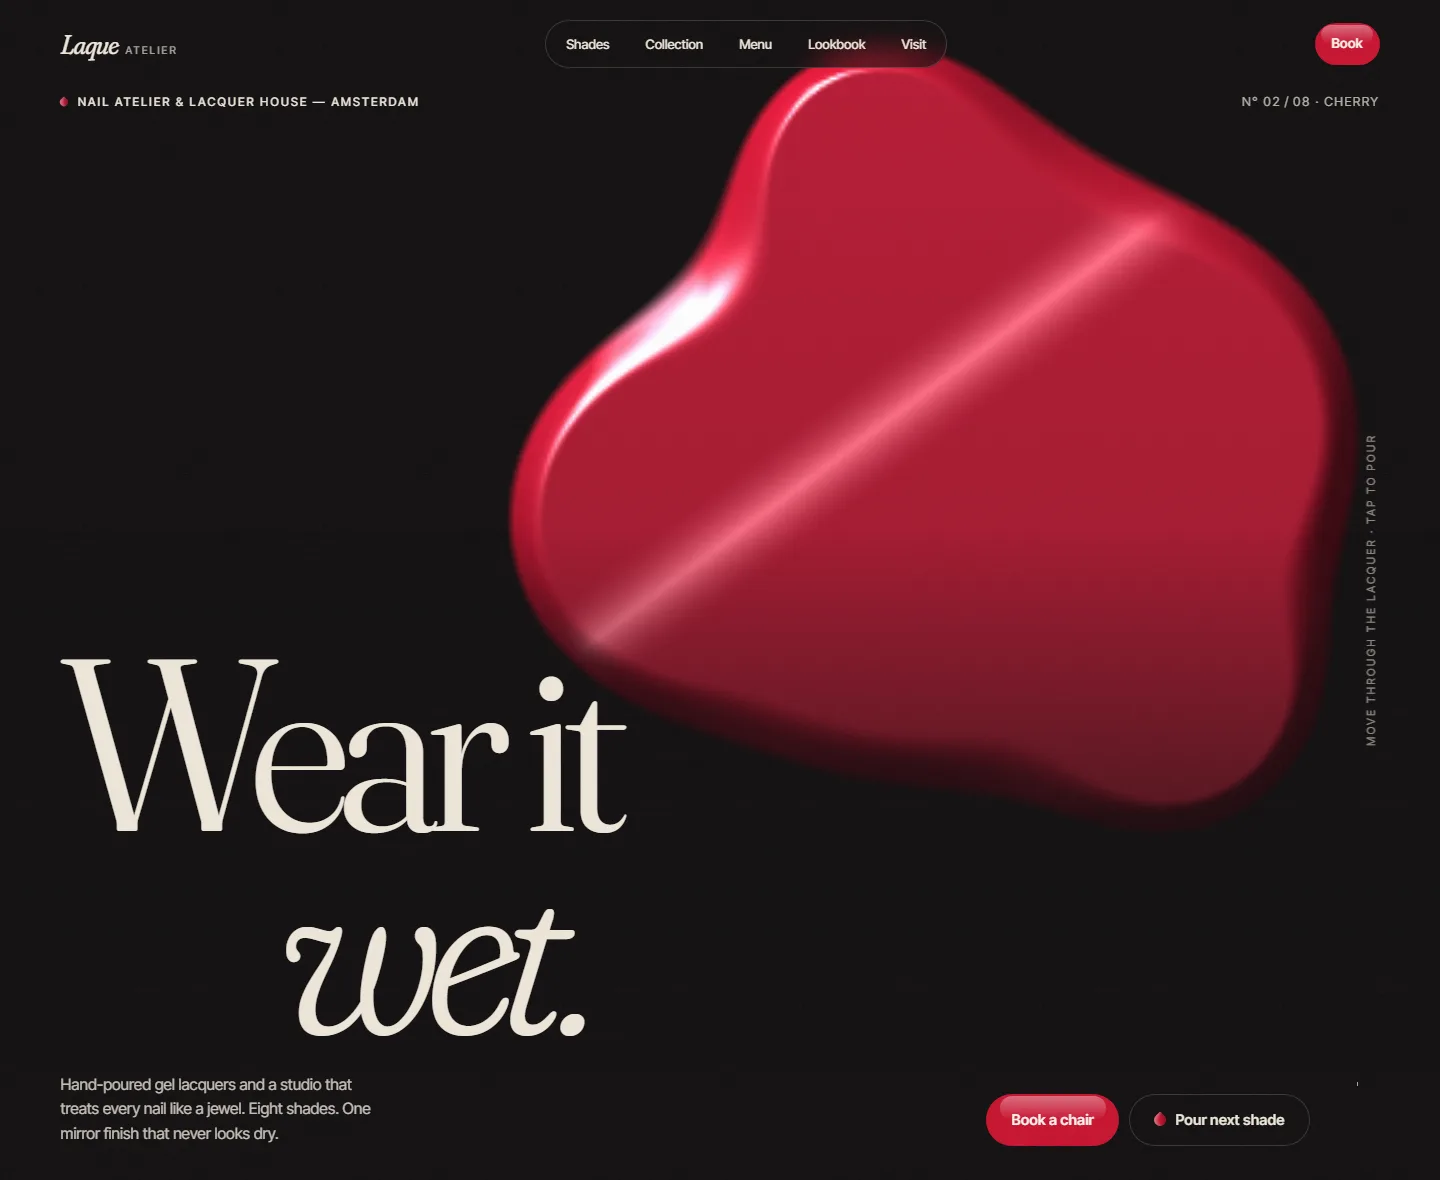 Laque ATELIER
Shades Collection Menu Lookbook Visit
Book
NAIL ATELIER & LACQUER HOUSE — AMSTERDAM
N° 02 / 08 · CHERRY
MOVE THROUGH THE LACQUER · TAP TO POUR
Wear it
wet.
Hand-poured gel lacquers and a studio that
treats every nail like a jewel. Eight shades. One
mirror finish that never looks dry.
Book a chair
Pour next shade